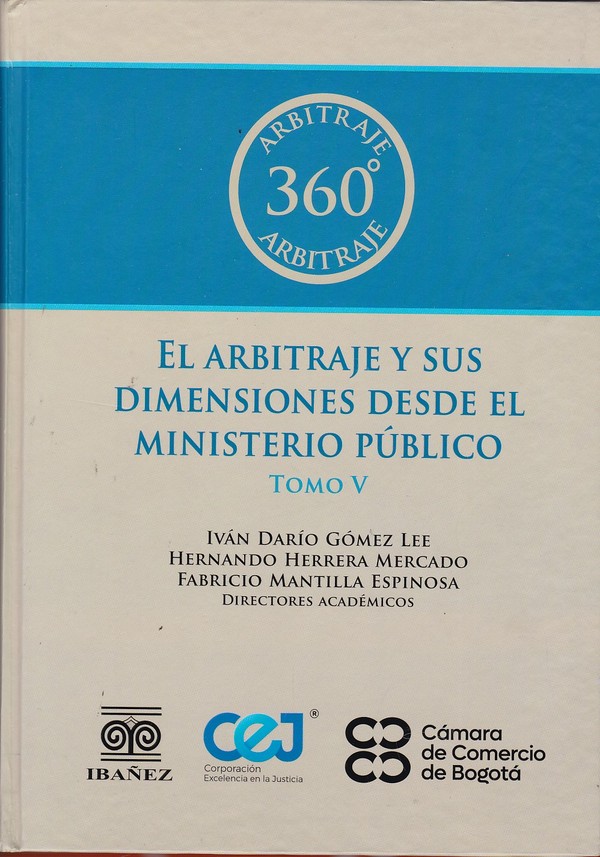 ARBITRAJE
360°
ARBITRAJE
EL ARBITRAJE Y SUS
DIMENSIONES DESDE EL
MINISTERIO PÚBLICO
TOMO V
IVÁN DARÍO GÓMEZ LEE
HERNANDO HERRERA MERCADO
FABRICIO MANTILLA ESPINOSA
DIRECTORES ACADÉMICOS
IBAÑEZ
CEJ®
Corporación
Excelencia en la Justicia
Cámara
de Comercio
de Bogotá